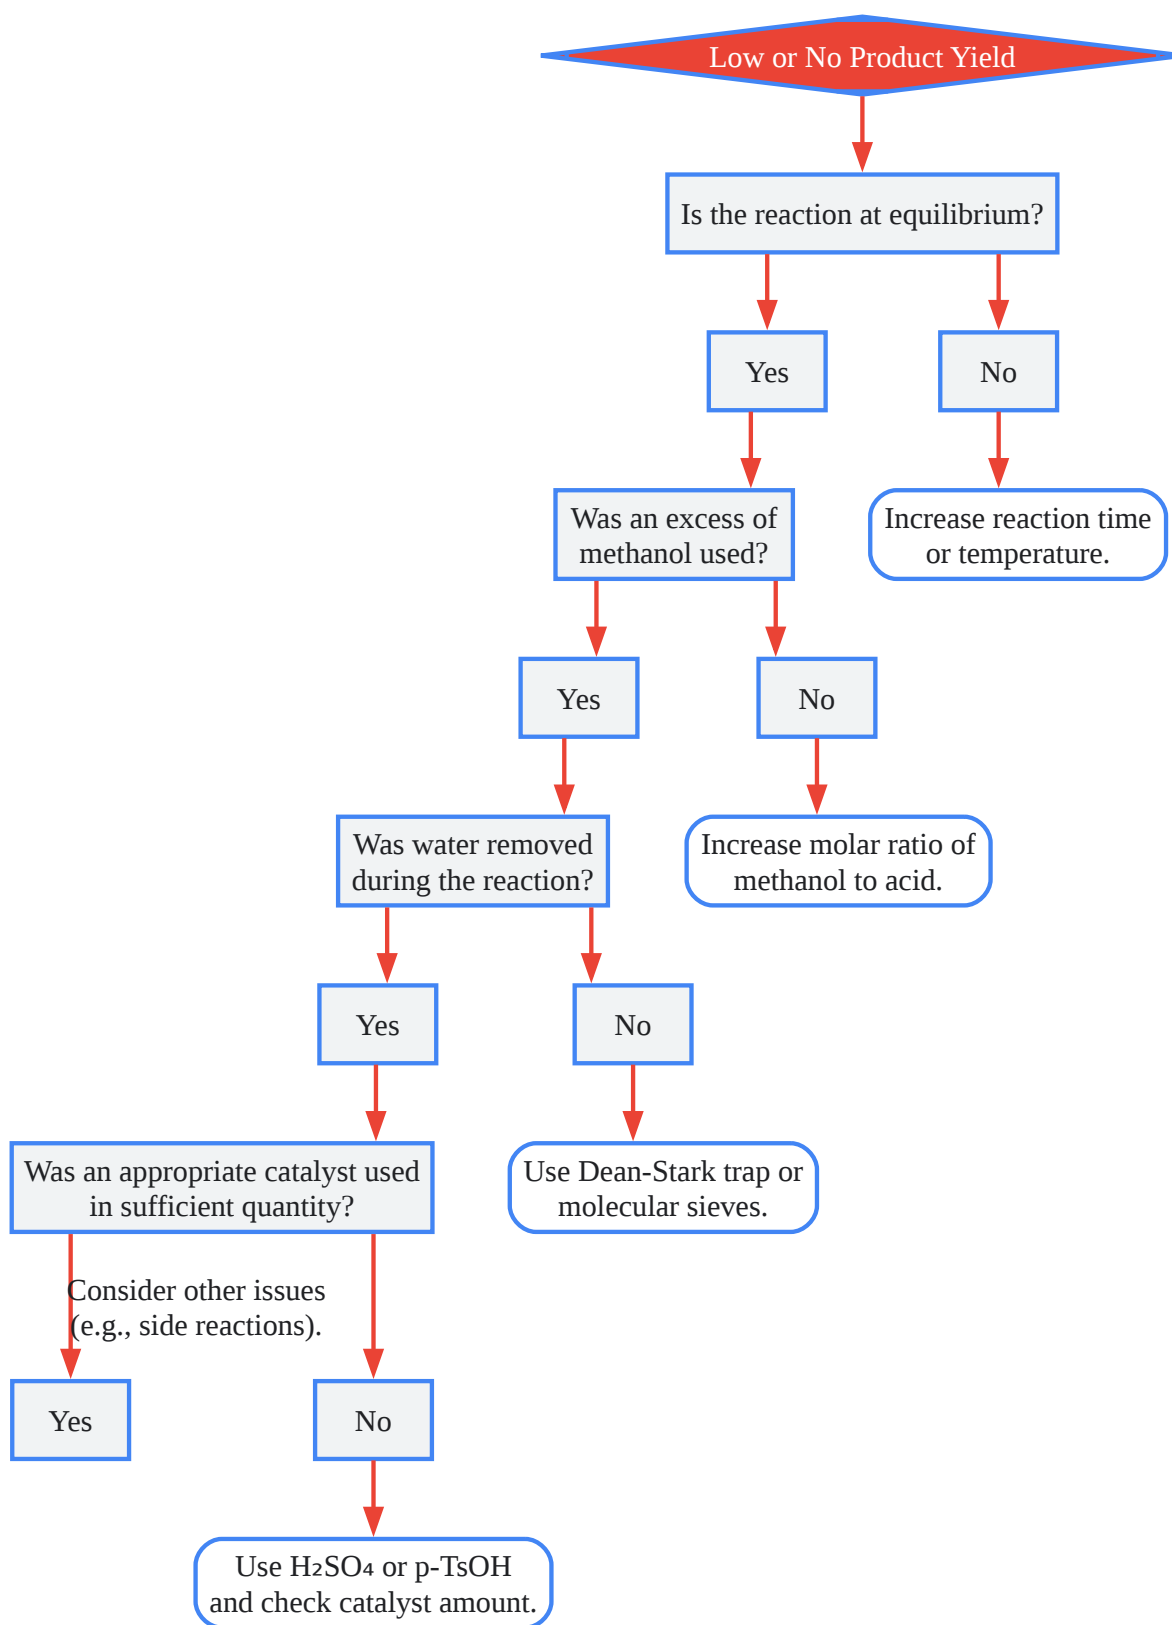 Low or No Product Yield
Is the reaction at equilibrium?
Yes
No
Was an excess of
methanol used?
Increase reaction time
or temperature.
Yes
No
Was water removed
during the reaction?
Increase molar ratio of
methanol to acid.
Yes
No
Was an appropriate catalyst used
in sufficient quantity?
Use Dean-Stark trap or
molecular sieves.
Consider other issues
(e.g., side reactions).
Yes
No
Use H₂SO₄ or p-TsOH
and check catalyst amount.